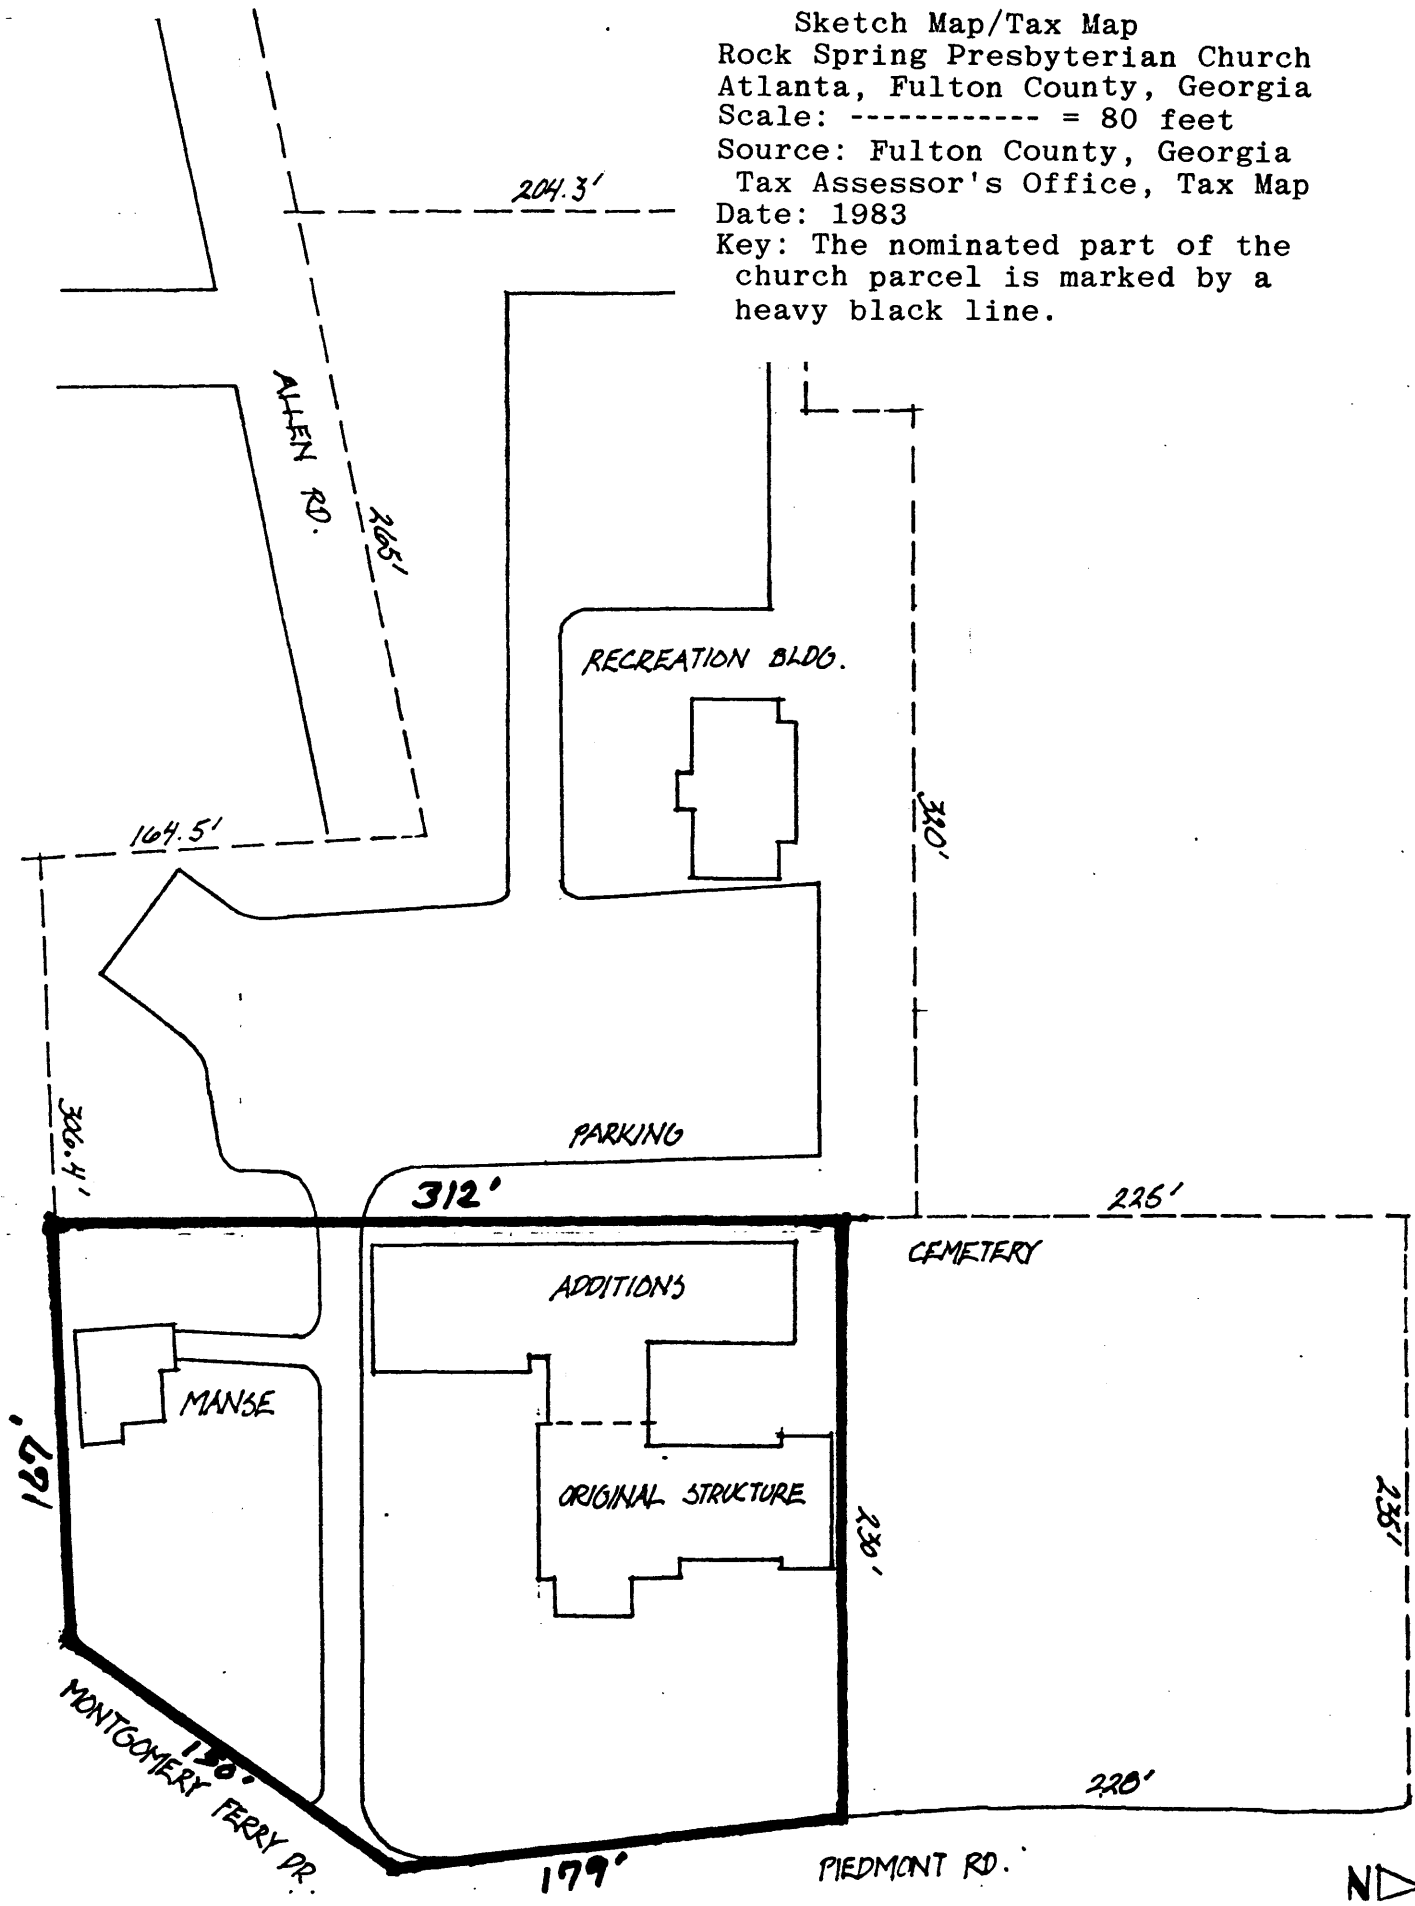 Sketch Map/Tax Map
Rock Spring Presbyterian Church
Atlanta, Fulton County, Georgia
Scale: ------------ = 80 feet
Source: Fulton County, Georgia
Tax Assessor's Office, Tax Map
Date: 1983
Key: The nominated part of the
church parcel is marked by a
heavy black line.
204.3'
ALLEN RD.
265'
RECREATION BLDG.
164.5'
306.4'
PARKING
312'
225'
CEMETERY
ADDITIONS
MANSE
ORIGINAL STRUCTURE
230'
235'
MONTGOMERY FERRY DR.
228'
179'
PIEDMONT RD.
N